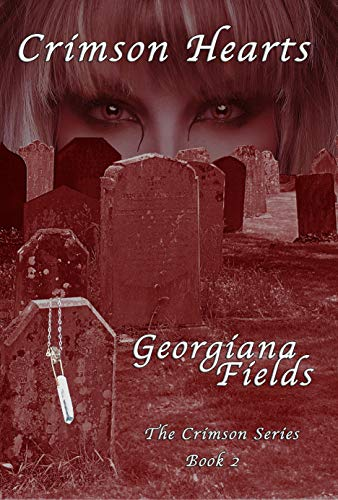 Crimson Hearts
Georgiana
Fields
The Crimson Series
Book 2